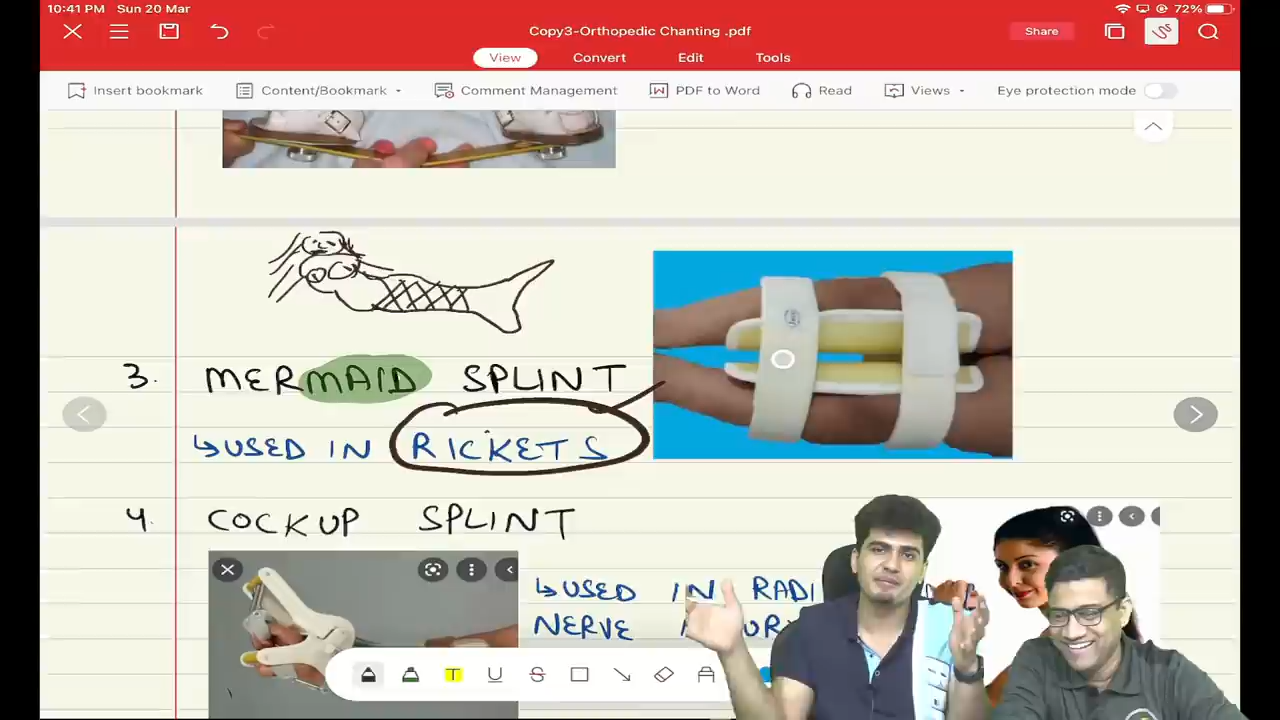 10:41 PM Sun 20 Mar
72%
Copy3-Orthopedic Chanting .pdf
Share
View Convert Edit Tools
Insert bookmark Content/Bookmark Comment Management PDF to Word Read Views Eye protection mode
3. MERMAID SPLINT
↳USED IN RICKETS
4. COCKUP SPLINT
↳USED IN RADI
NERVE
T U S A